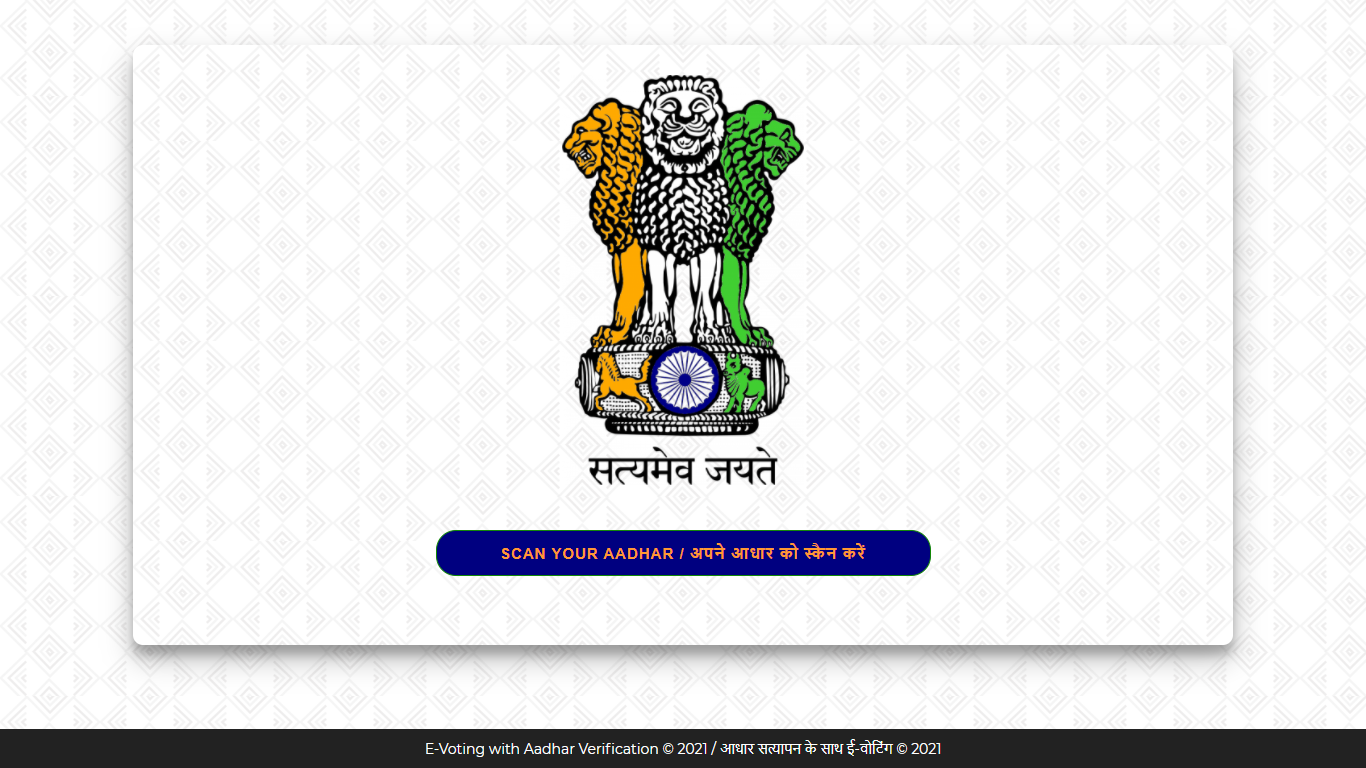 सत्यमेव जयते
SCAN YOUR AADHAR / अपने आधार को स्कैन करें
E-Voting with Aadhar Verification © 2021 / आधार सत्यापन के साथ ई-वोटिंग © 2021